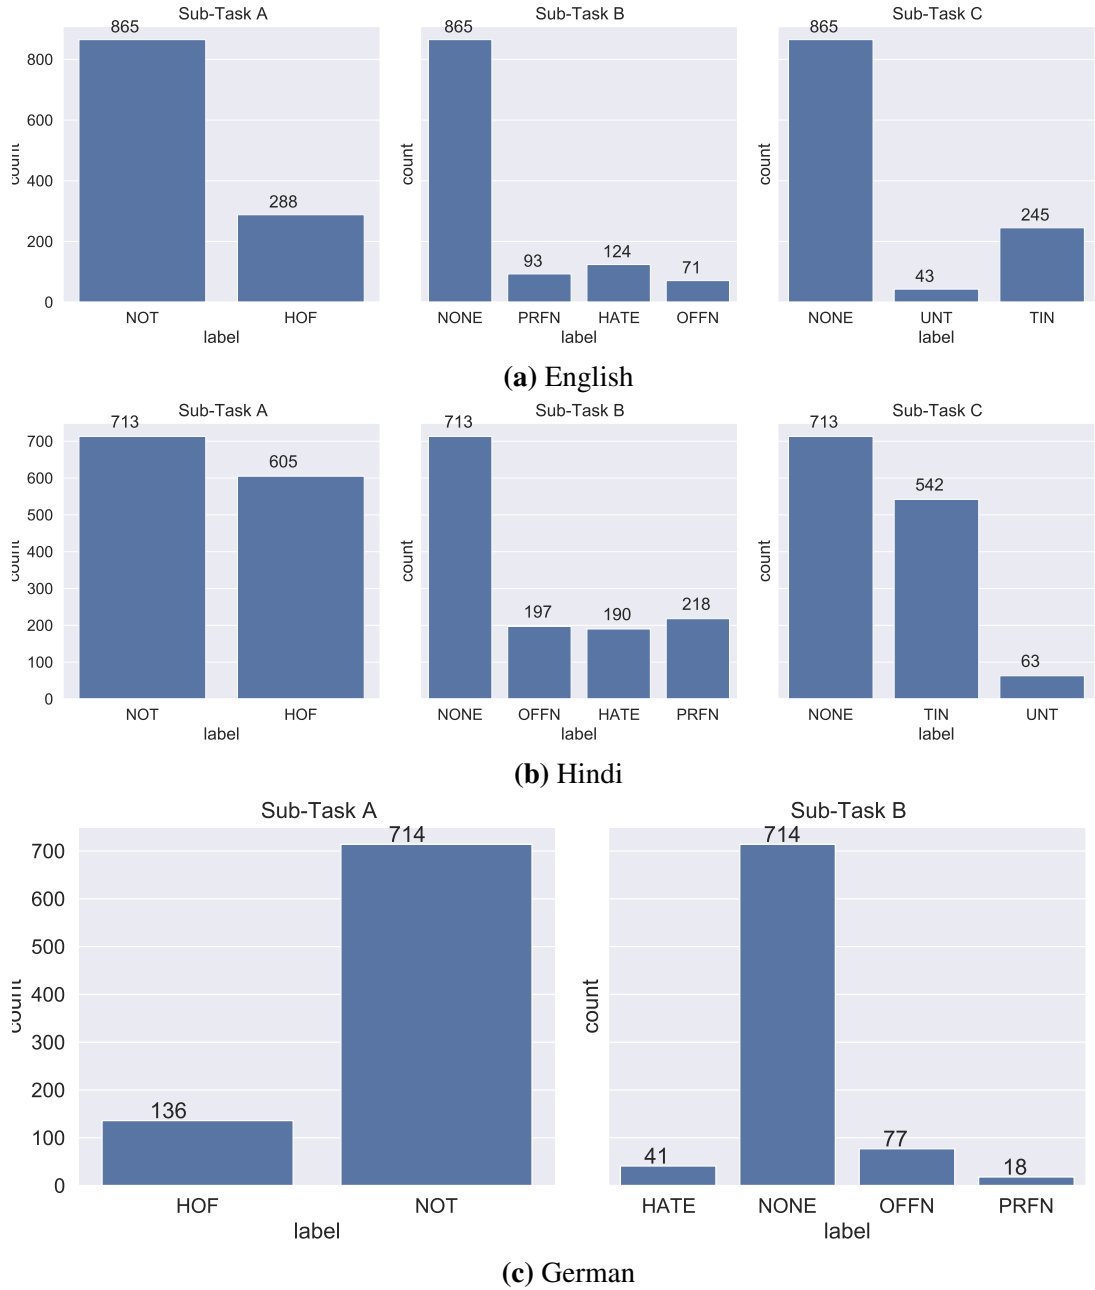 Sub-Task A Sub-Task B Sub-Task C
865 865 865
800
600
count count count
400
288 245
200
93 124 71 43
0
NOT HOF NONE PRFN HATE OFFN NONE UNT TIN
label label label
(a) English
Sub-Task A Sub-Task B Sub-Task C
713 713 713
700
605
600
542
500
count count count
400
300
197 190 218
200
100
63
0
NOT HOF NONE OFFN HATE PRFN NONE TIN UNT
label label label
(b) Hindi
Sub-Task A Sub-Task B
714 714
700
600
500
count count
400
300
200
136
100
41 77 18
0
HOF NOT HATE NONE OFFN PRFN
label label
(c) German